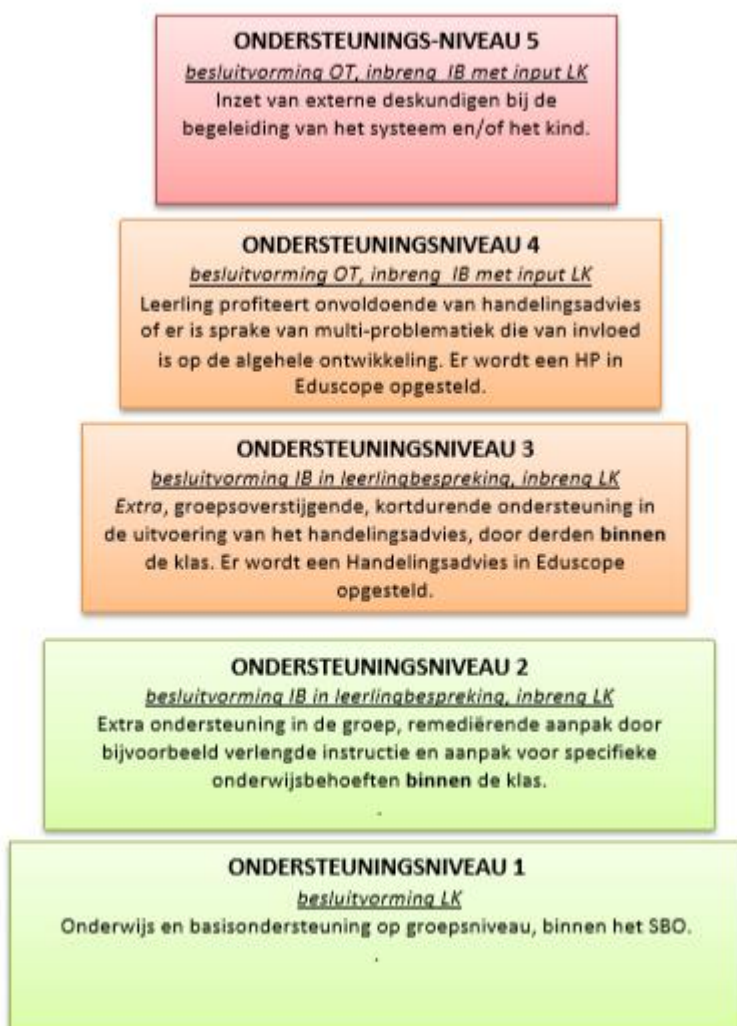 ONDERSTEUNINGS-NIVEAU 5
besluitvorming OT, inbreng IB met input LK
Inzet van externe deskundigen bij de
begeleiding van het systeem en/of het kind.
ONDERSTEUNINGSNIVEAU 4
besluitvorming OT, inbreng IB met input LK
Leerling profiteert onvoldoende van handelingsadvies
of er is sprake van multi-problematiek die van invloed
is op de algehele ontwikkeling. Er wordt een HP in
Eduscope opgesteld.
ONDERSTEUNINGSNIVEAU 3
besluitvorming IB in leerlingbespreking, inbreng LK
Extra, groepsoverstijgende, kortdurende ondersteuning in
de uitvoering van het handelingsadvies, door derden binnen
de klas. Er wordt een Handelingsadvies in Eduscope
opgesteld.
ONDERSTEUNINGSNIVEAU 2
besluitvorming IB in leerlingbespreking, inbreng LK
Extra ondersteuning in de groep, remediërende aanpak door
bijvoorbeeld verlengde instructie en aanpak voor specifieke
onderwijsbehoeften binnen de klas.
.
ONDERSTEUNINGSNIVEAU 1
besluitvorming LK
Onderwijs en basisondersteuning op groepsniveau, binnen het SBO.
.